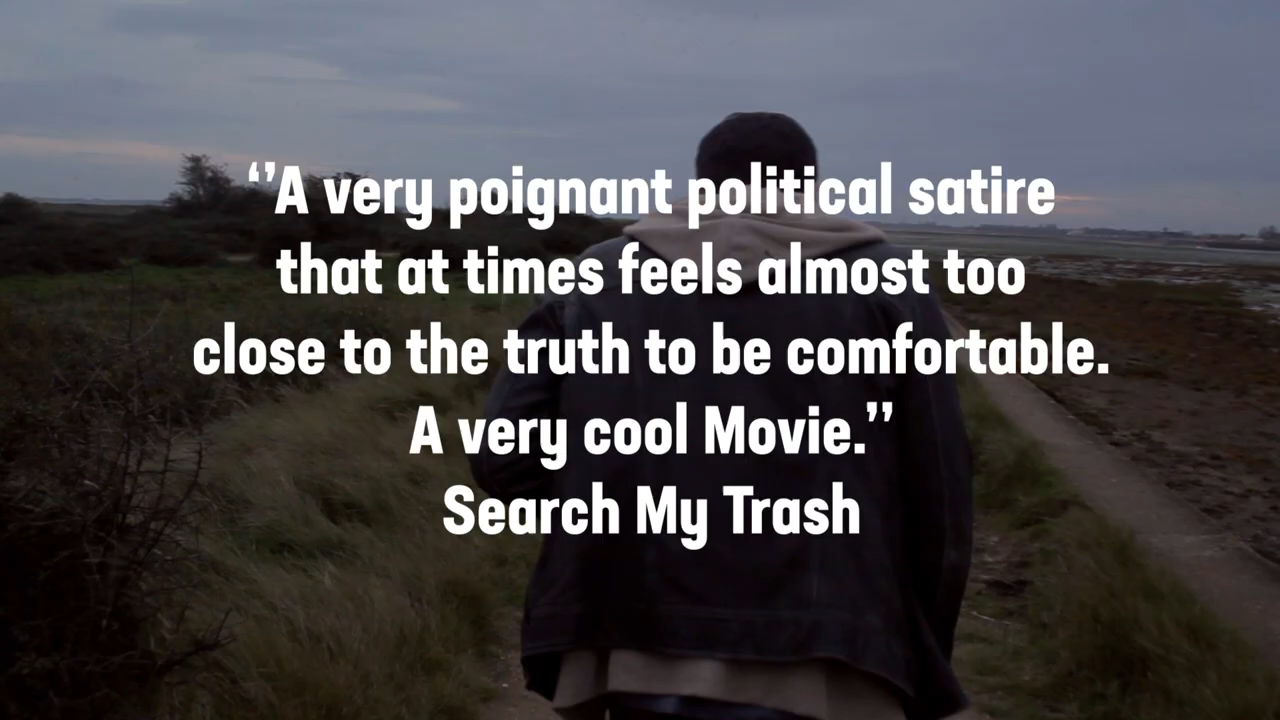 ‘’A very poignant political satire
that at times feels almost too
close to the truth to be comfortable.
A very cool Movie.’’
Search My Trash